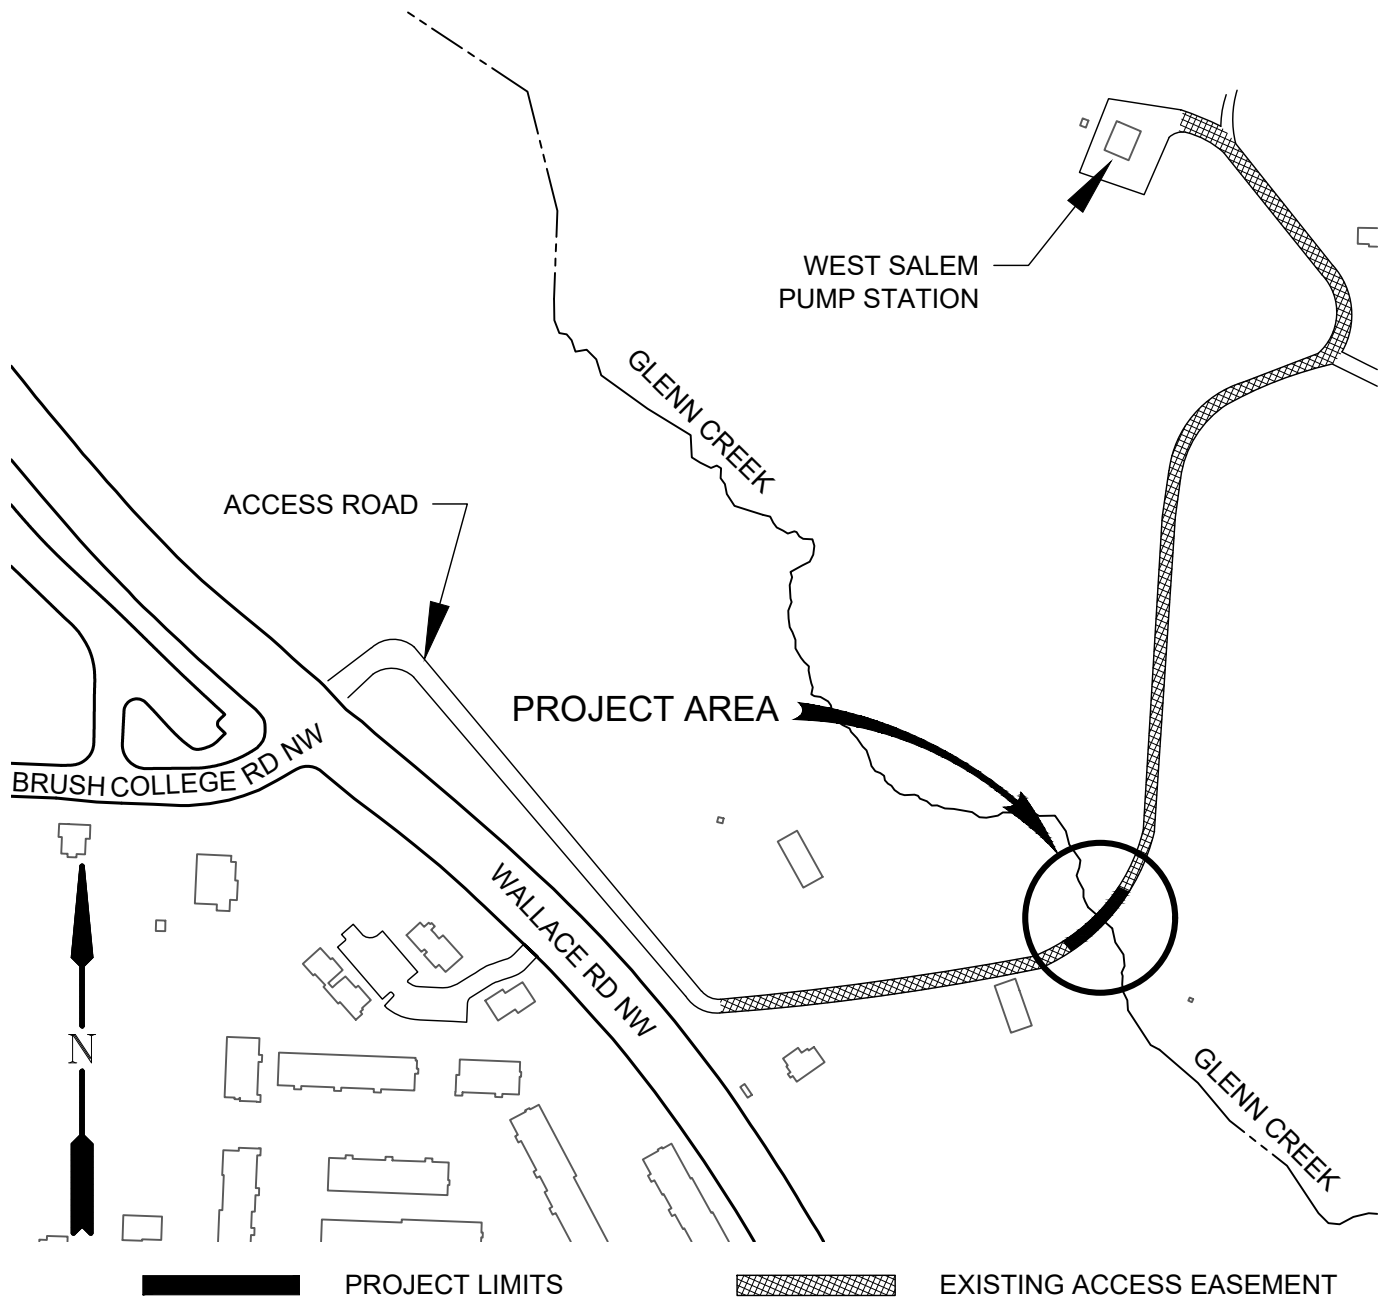 WEST SALEM
PUMP STATION
GLENN CREEK
ACCESS ROAD
PROJECT AREA
BRUSH COLLEGE RD NW
WALLACE RD NW
N
GLENN CREEK
PROJECT LIMITS
EXISTING ACCESS EASEMENT